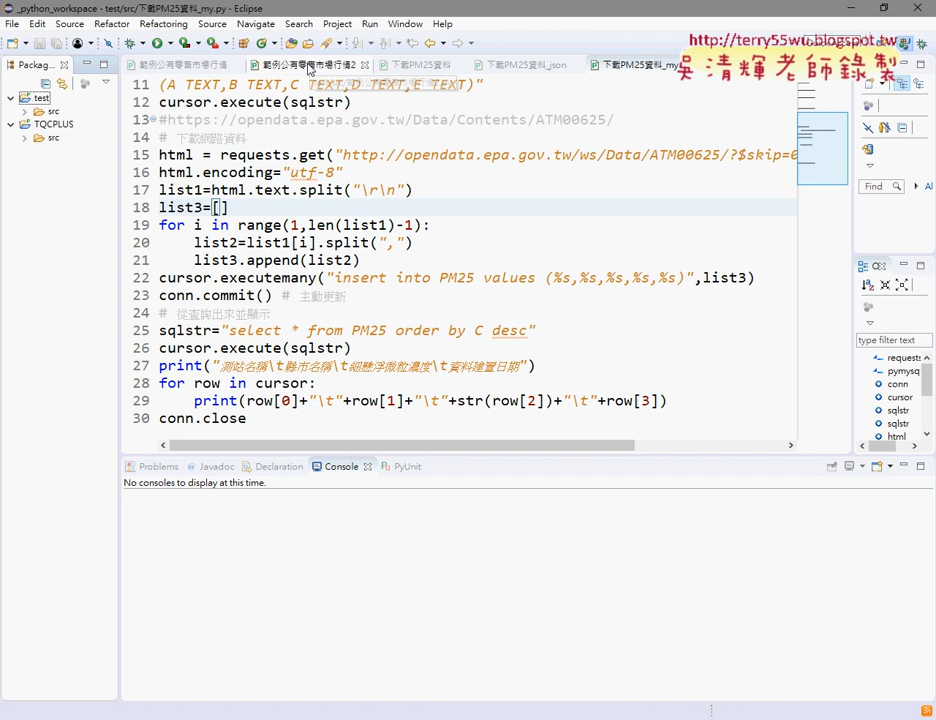 _python_workspace - test/src/下載PM25資料_my.py - Eclipse
File Edit Source Refactor Refactoring Source Navigate Search Project Run Window Help
http://terry55wu.blogspot.tw
吳清輝老師錄製
Packag... 範例公有零售市場行情 範例公有零售市場行情2 下載PM25資料 下載PM25資料_json 下載PM25資料_my
test
src
TQCPLUS
src
11 (A TEXT,B TEXT,C TEXT,D TEXT,E TEXT)"
12 cursor.execute(sqlstr)
13 #https://opendata.epa.gov.tw/Data/Contents/ATM00625/
14 # 下載網路資料
15 html = requests.get("http://opendata.epa.gov.tw/ws/Data/ATM00625/?$skip=0
16 html.encoding="utf-8"
17 list1=html.text.split("\r\n")
18 list3=[]
19 for i in range(1,len(list1)-1):
20 list2=list1[i].split(",")
21 list3.append(list2)
22 cursor.executemany("insert into PM25 values (%s,%s,%s,%s,%s)",list3)
23 conn.commit() # 主動更新
24 # 從查詢出來並顯示
25 sqlstr="select * from PM25 order by C desc"
26 cursor.execute(sqlstr)
27 print("測站名稱\t縣市名稱\t細懸浮微粒濃度\t資料建置日期")
28 for row in cursor:
29 print(row[0]+"\t"+row[1]+"\t"+str(row[2])+"\t"+row[3])
30 conn.close
Find Al
type filter text
requests
pymysq
conn
cursor
sqlstr
sqlstr
html
Problems Javadoc Declaration Console PyUnit
No consoles to display at this time.